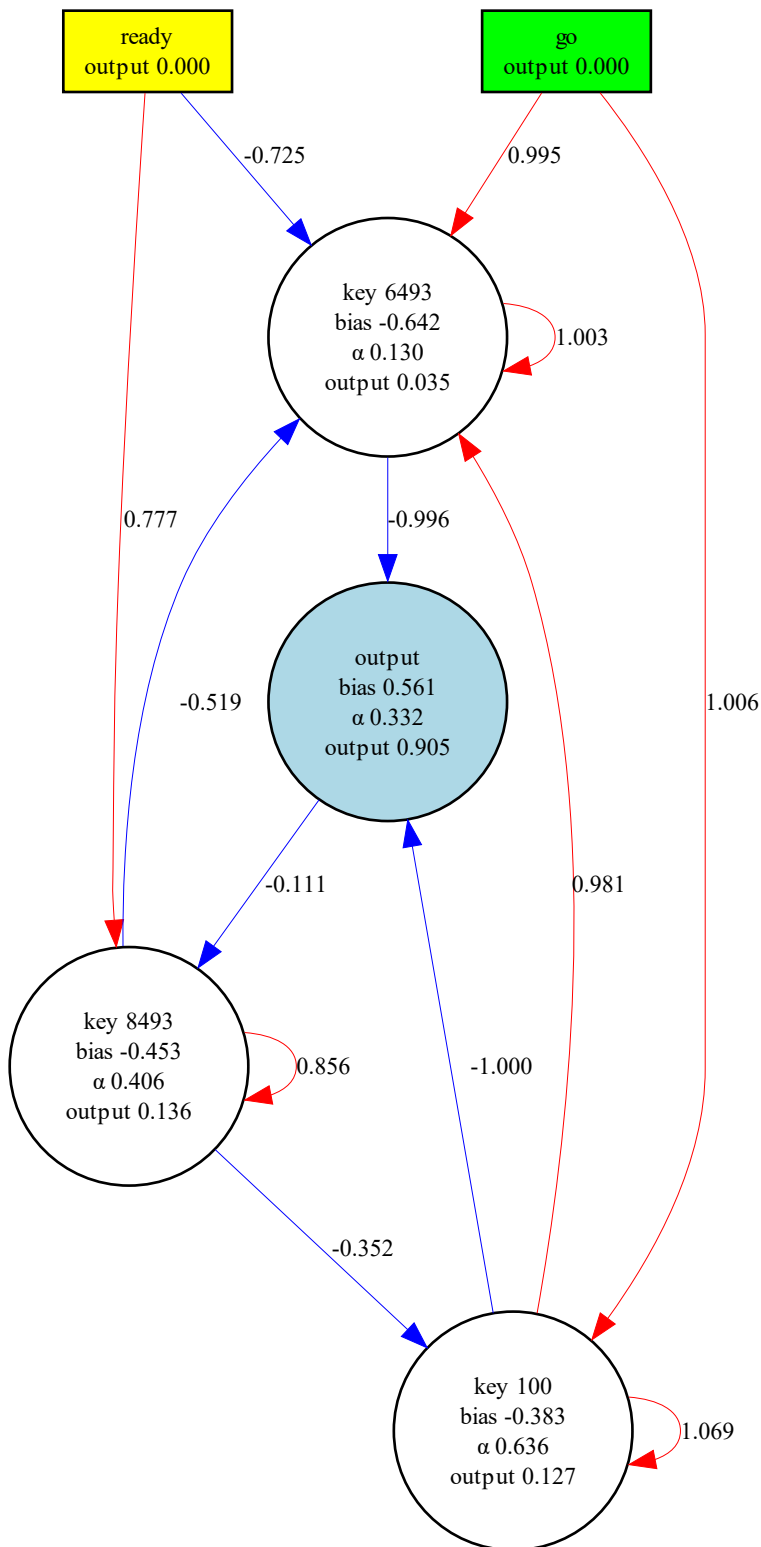 ready
output 0.000
go
output 0.000
-0.725
0.995
key 6493
bias -0.642
α 0.130
output 0.035
1.003
0.777
-0.996
-0.519
output
bias 0.561
α 0.332
output 0.905
1.006
-0.111
0.981
key 8493
bias -0.453
α 0.406
output 0.136
0.856
-1.000
-0.352
key 100
bias -0.383
α 0.636
output 0.127
1.069